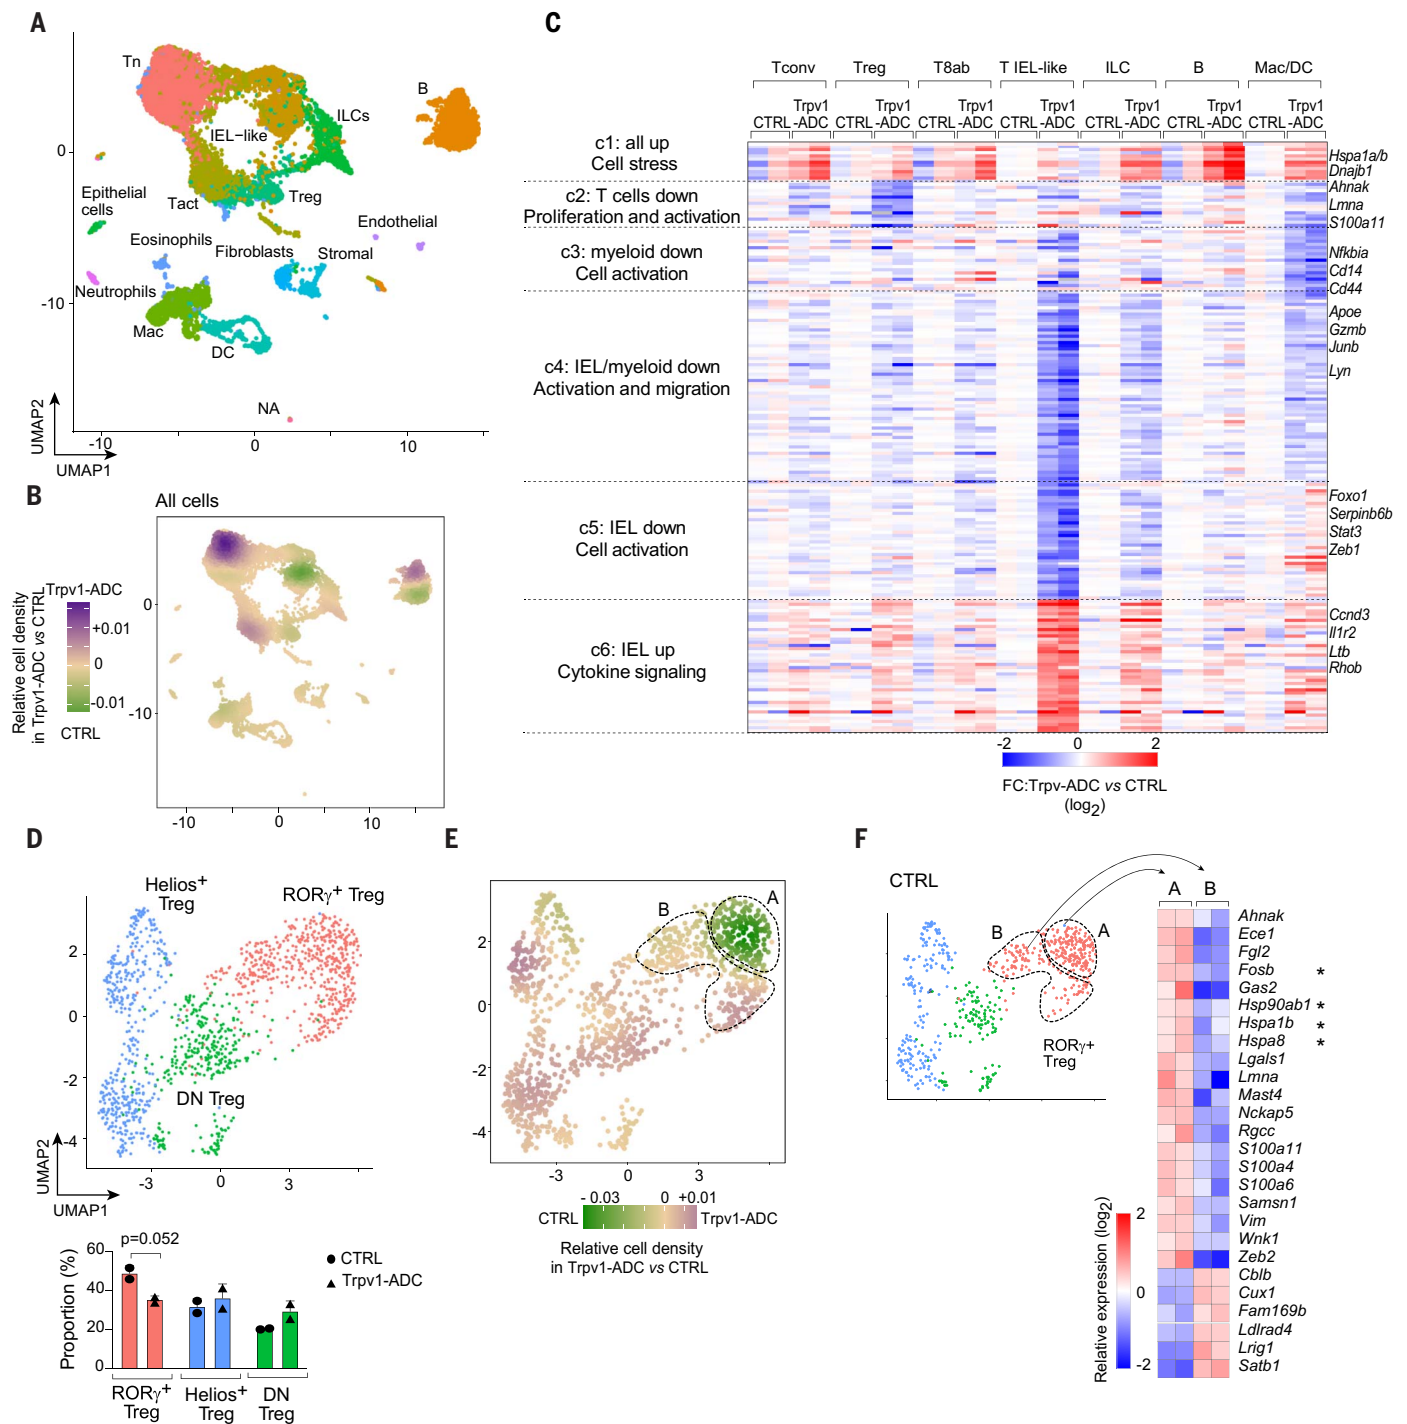 A
Tn
B
ILCs
IEL–like
0
Epithelial
cells
Tact
Treg
Endothelial
Eosinphils
Fibroblasts
Stromal
Neutrophils
-10
Mac
DC
NA
UMAP2
-10
0
10
UMAP1
B
All cells
Relative cell density
in Trpv1-ADC vs CTRL
Trpv1-ADC
+0.01
0
-0.01
CTRL
0
-10
-10
0
10
C
Tconv
Treg
T8ab
T IEL-like
ILC
B
Mac/DC
Trpv1
Trpv1
Trpv1
Trpv1
Trpv1
Trpv1
Trpv1
CTRL -ADC
CTRL -ADC
CTRL -ADC
CTRL -ADC
CTRL -ADC
CTRL -ADC
CTRL -ADC
c1: all up
Cell stress
c2: T cells down
Proliferation and activation
c3: myeloid down
Cell activation
c4: IEL/myeloid down
Activation and migration
c5: IEL down
Cell activation
c6: IEL up
Cytokine signaling
Hspa1a/b
Dnajb1
Ahnak
Lmna
S100a11
Nfkbia
Cd14
Cd44
Apoe
Gzmb
Junb
Lyn
Foxo1
Serpinb6b
Stat3
Zeb1
Ccnd3
Il1r2
Ltb
Rhob
-2
0
2
FC:Trpv-ADC vs CTRL
(log2)
D
Helios+
Treg
RORγ+ Treg
DN Treg
2
0
-2
-4
UMAP2
-3
0
3
UMAP1
p=0.052
60
40
20
0
Proportion (%)
CTRL
Trpv1-ADC
RORγ+
Treg
Helios+
Treg
DN
Treg
E
B
A
2
0
-2
-4
-3
0
3
- 0.03
0
+0.01
CTRL
Trpv1-ADC
Relative cell density
in Trpv1-ADC vs CTRL
F
CTRL
B
A
RORγ+
Treg
A
B
Ahnak
Ece1
Fgl2
Fosb *
Gas2
Hsp90ab1 *
Hspa1b *
Hspa8 *
Lgals1
Lmna
Mast4
Nckap5
Rgcc
S100a11
S100a4
S100a6
Samsn1
Vim
Wnk1
Zeb2
Cblb
Cux1
Fam169b
Ldlrad4
Lrig1
Satb1
Relative expression (log2)
2
0
-2